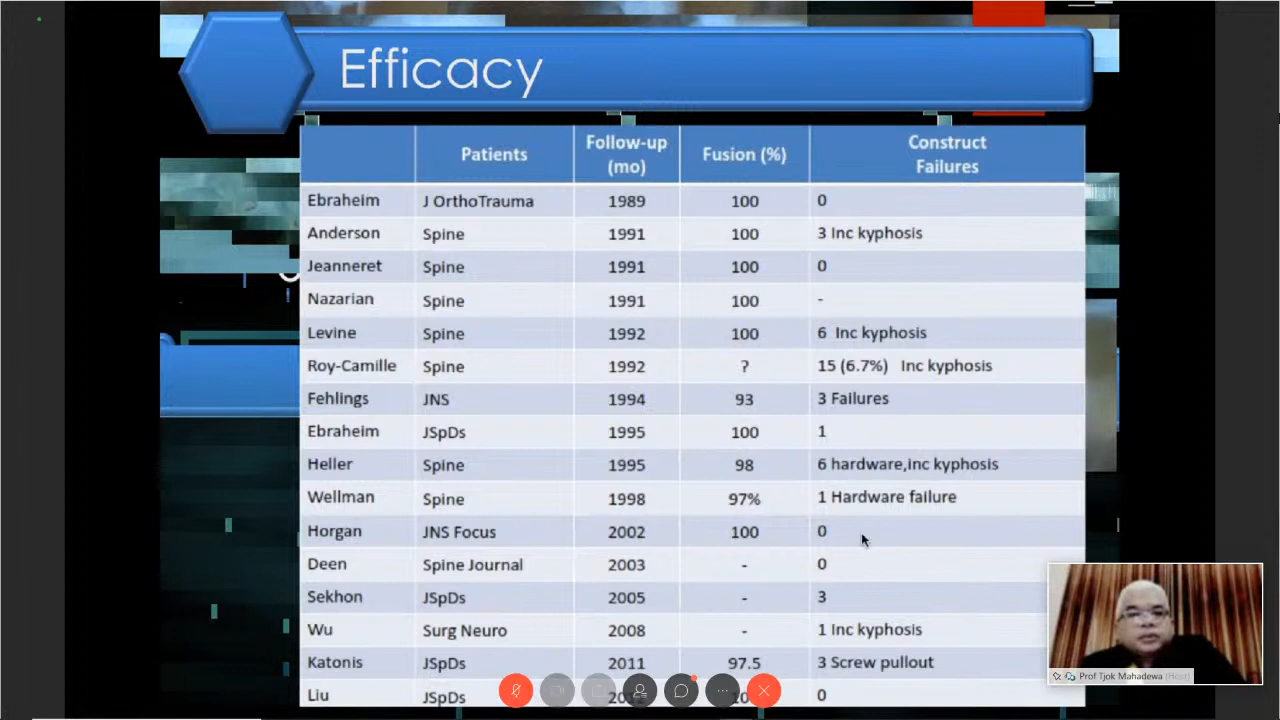 Efficacy
Patients Follow-up (mo) Fusion (%) Construct Failures
Ebraheim J OrthoTrauma 1989 100 0
Anderson Spine 1991 100 3 Inc kyphosis
Jeanneret Spine 1991 100 0
Nazarian Spine 1991 100 -
Levine Spine 1992 100 6 Inc kyphosis
Roy-Camille Spine 1992 ? 15 (6.7%) Inc kyphosis
Fehlings JNS 1994 93 3 Failures
Ebraheim JSpDs 1995 100 1
Heller Spine 1995 98 6 hardware,inc kyphosis
Wellman Spine 1998 97% 1 Hardware failure
Horgan JNS Focus 2002 100 0
Deen Spine Journal 2003 - 0
Sekhon JSpDs 2005 - 3
Wu Surg Neuro 2008 - 1 Inc kyphosis
Katonis JSpDs 2011 97.5 3 Screw pullout
Liu JSpDs 0
Prof Tjok Mahadewa (Host)